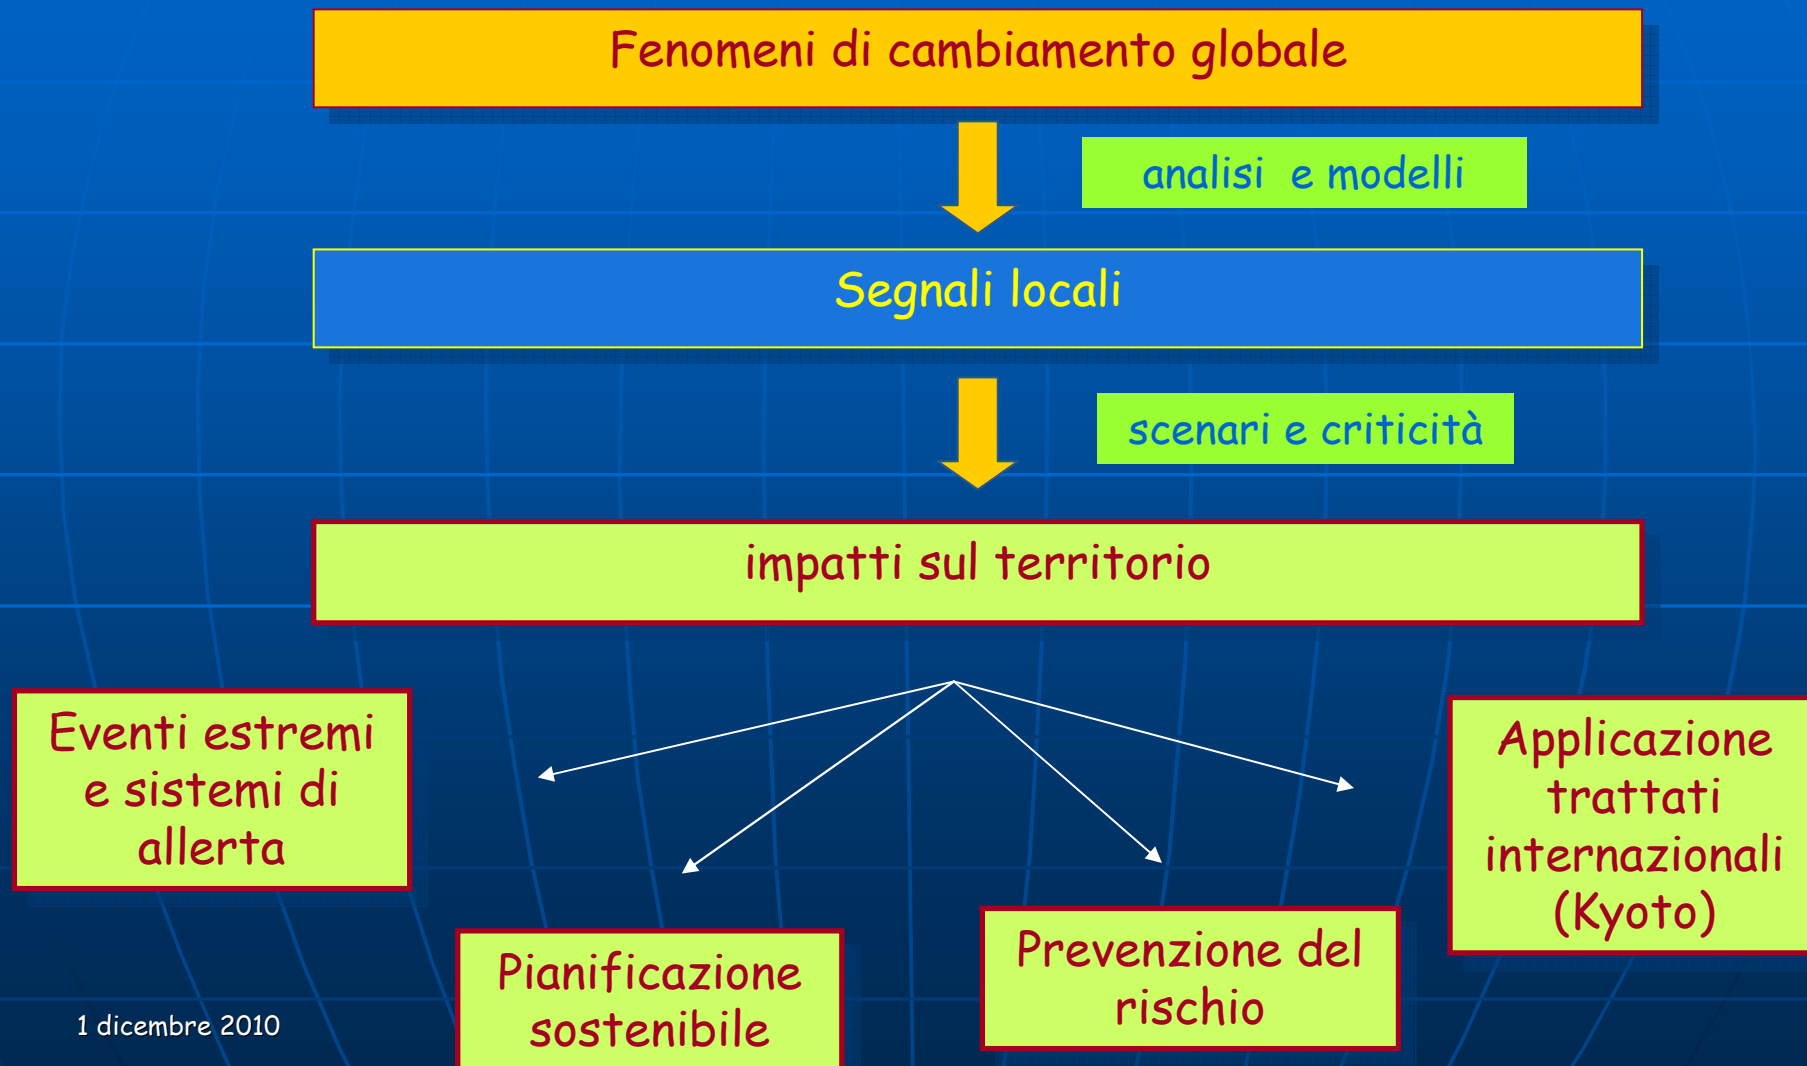 Fenomeni di cambiamento globale
analisi e modelli
Segnali locali
scenari e criticità
impatti sul territorio
Eventi estremi
e sistemi di
allerta
Pianificazione
sostenibile
Prevenzione del
rischio
Applicazione
trattati
internazionali
(Kyoto)
1 dicembre 2010